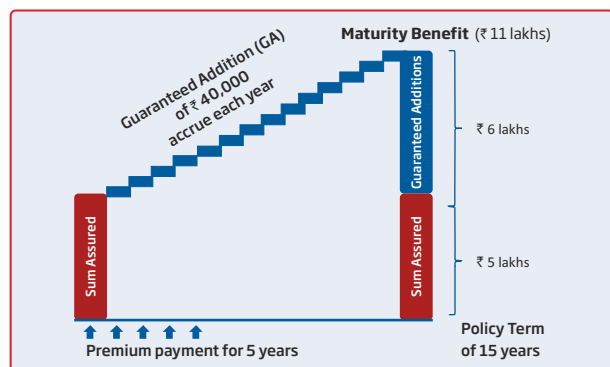 Maturity Benefit (₹ 11 lakhs)
Guaranteed Addition (GA)
of ₹ 40,000
accrue each year
Guaranteed Additions
₹ 6 lakhs
Sum Assured
Sum Assured
₹ 5 lakhs
Premium payment for 5 years
Policy Term
of 15 years